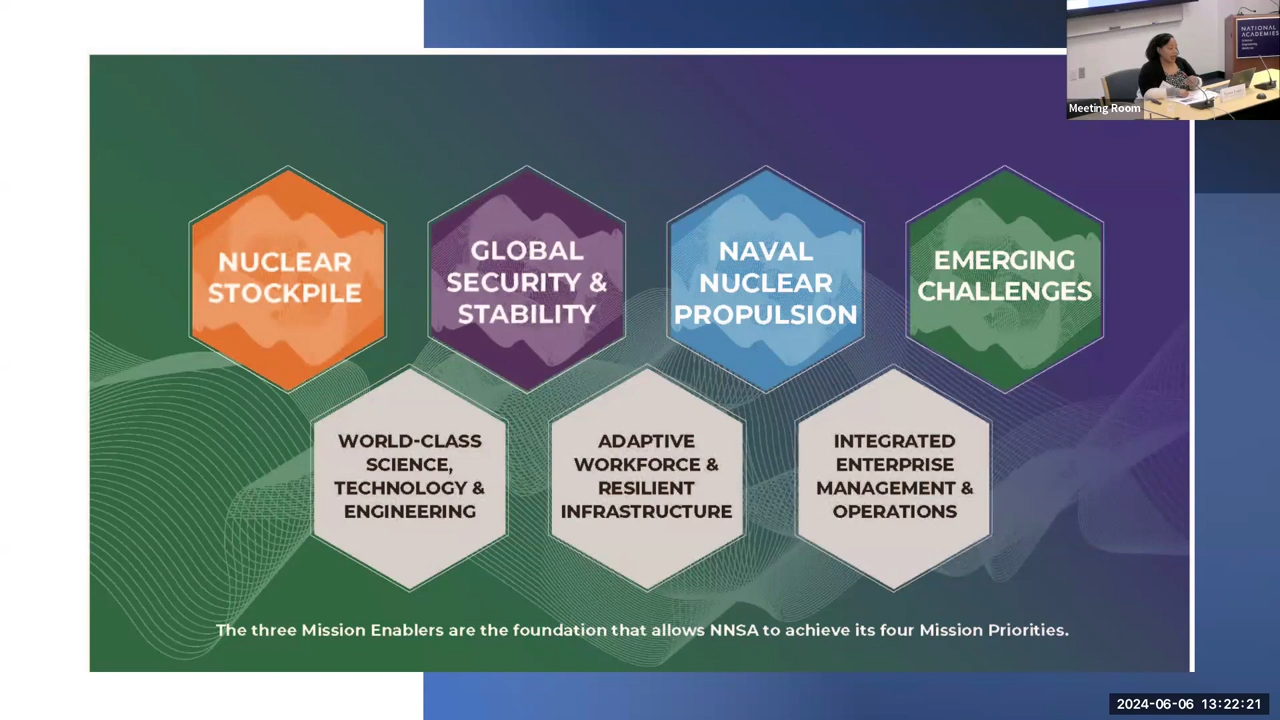 NATIONAL
ACADEMIES
Meeting Room
NUCLEAR
STOCKPILE
GLOBAL
SECURITY &
STABILITY
NAVAL
NUCLEAR
PROPULSION
EMERGING
CHALLENGES
WORLD-CLASS
SCIENCE,
TECHNOLOGY &
ENGINEERING
ADAPTIVE
WORKFORCE &
RESILIENT
INFRASTRUCTURE
INTEGRATED
ENTERPRISE
MANAGEMENT &
OPERATIONS
The three Mission Enablers are the foundation that allows NNSA to achieve its four Mission Priorities.
2024-06-06 13:22:21